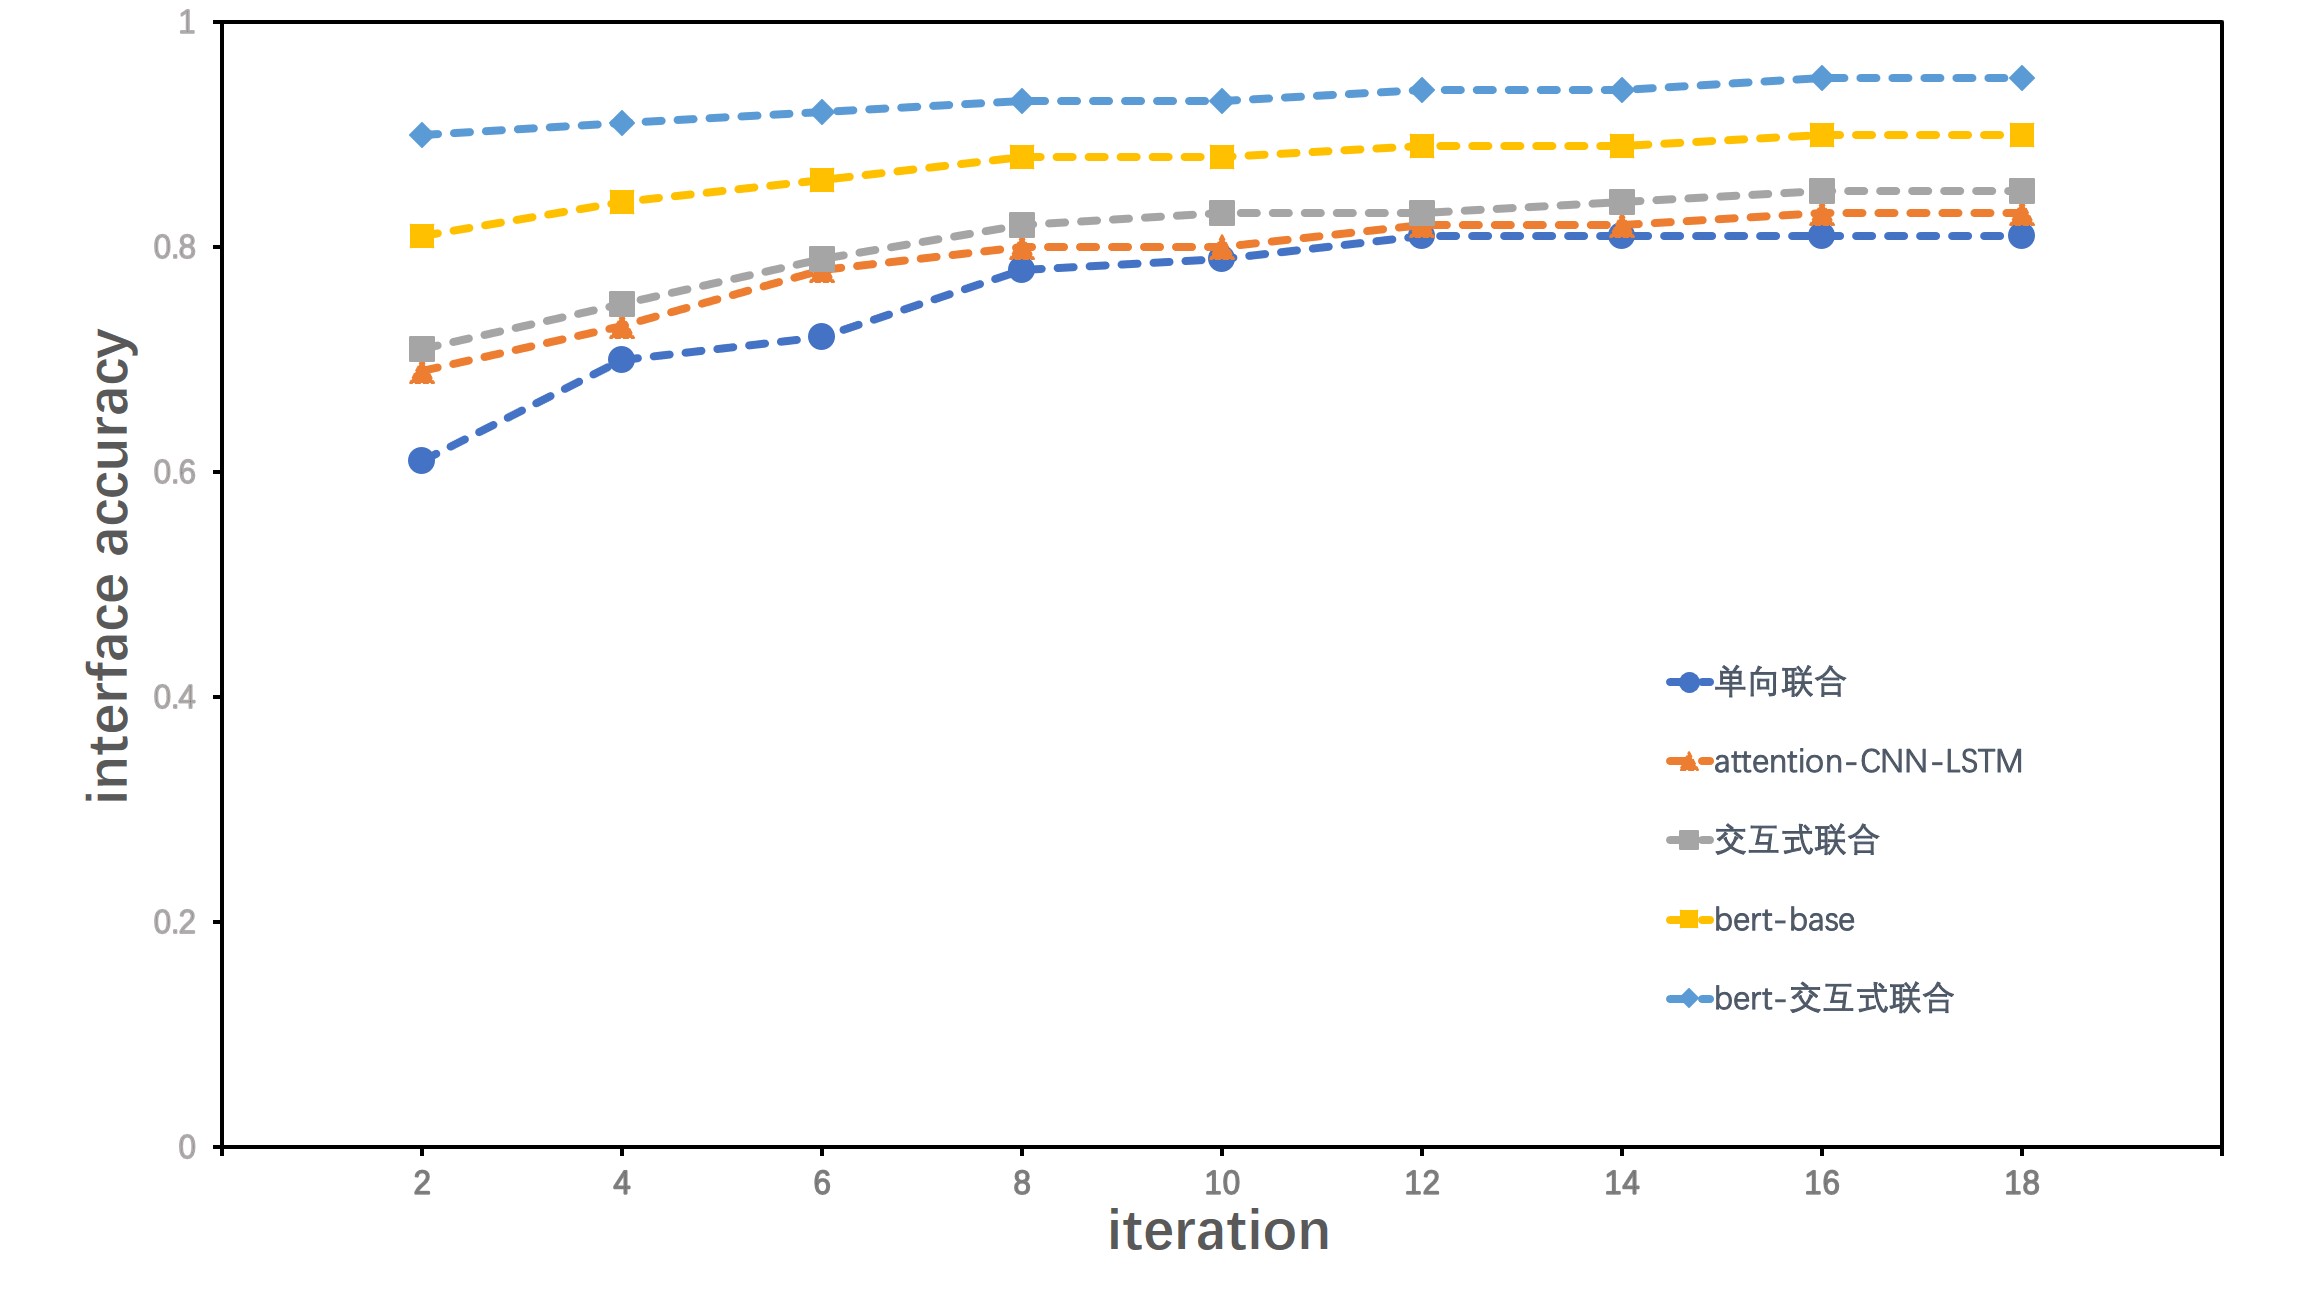 1
0.8
0.6
0.4
0.2
0
interface accuracy
单向联合
attention-CNN-LSTM
交互式联合
bert-base
bert-交互式联合
2 4 6 8 10 12 14 16 18
iteration